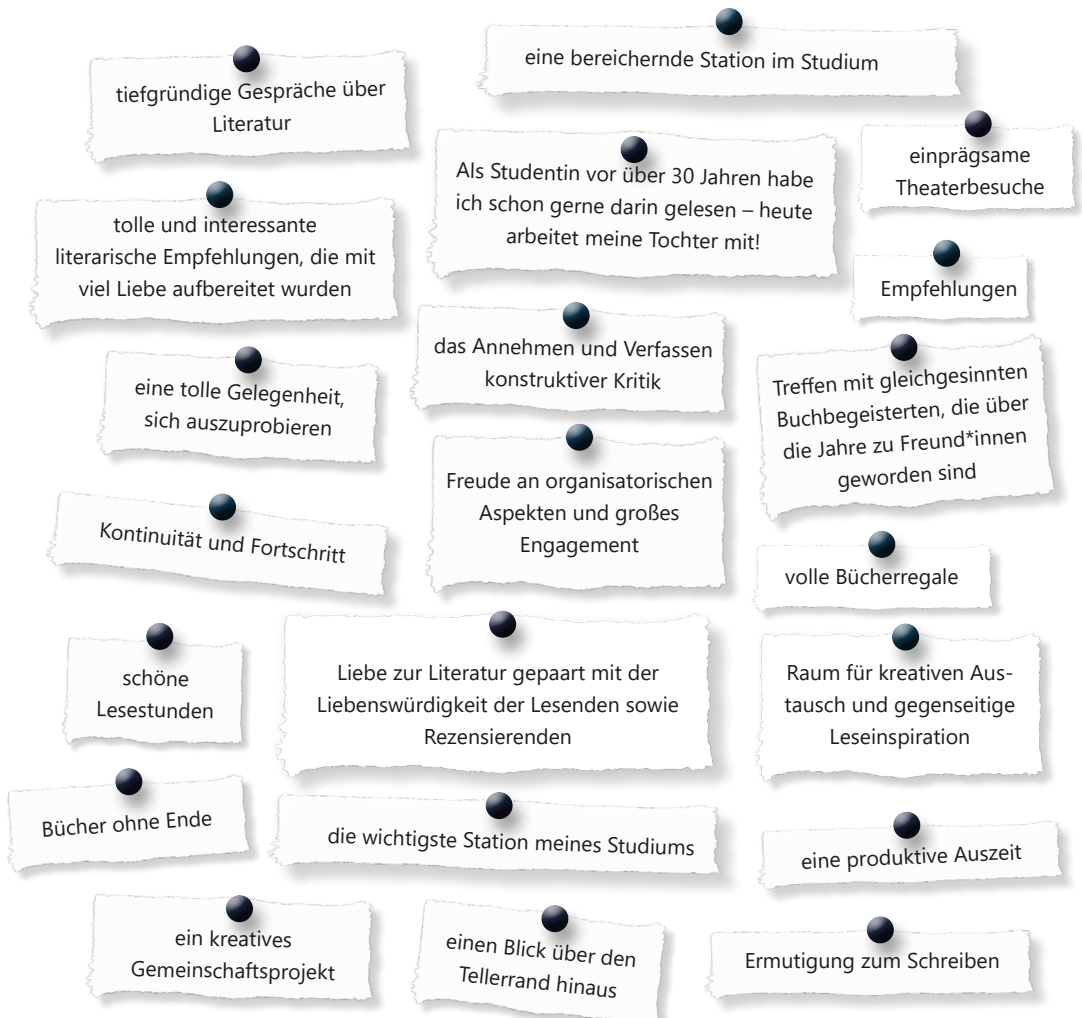 eine bereichernde Station im Studium
tiefgründige Gespräche über
Literatur
einprägsame
Theaterbesuche
Als Studentin vor über 30 Jahren habe
ich schon gerne darin gelesen – heute
arbeitet meine Tochter mit!
tolle und interessante
literarische Empfehlungen, die mit
viel Liebe aufbereitet wurden
Empfehlungen
das Annehmen und Verfassen
konstruktiver Kritik
eine tolle Gelegenheit,
sich auszuprobieren
Treffen mit gleichgesinnten
Buchbegeisterten, die über
die Jahre zu Freund*innen
geworden sind
Freude an organisatorischen
Aspekten und großes
Engagement
Kontinuität und Fortschritt
volle Bücherregale
schöne
Lesestunden
Liebe zur Literatur gepaart mit der
Liebenswürdigkeit der Lesenden sowie
Rezensierenden
Raum für kreativen Aus-
tausch und gegenseitige
Leseinspiration
Bücher ohne Ende
die wichtigste Station meines Studiums
eine produktive Auszeit
ein kreatives
Gemeinschaftsprojekt
einen Blick über den
Tellerrand hinaus
Ermutigung zum Schreiben